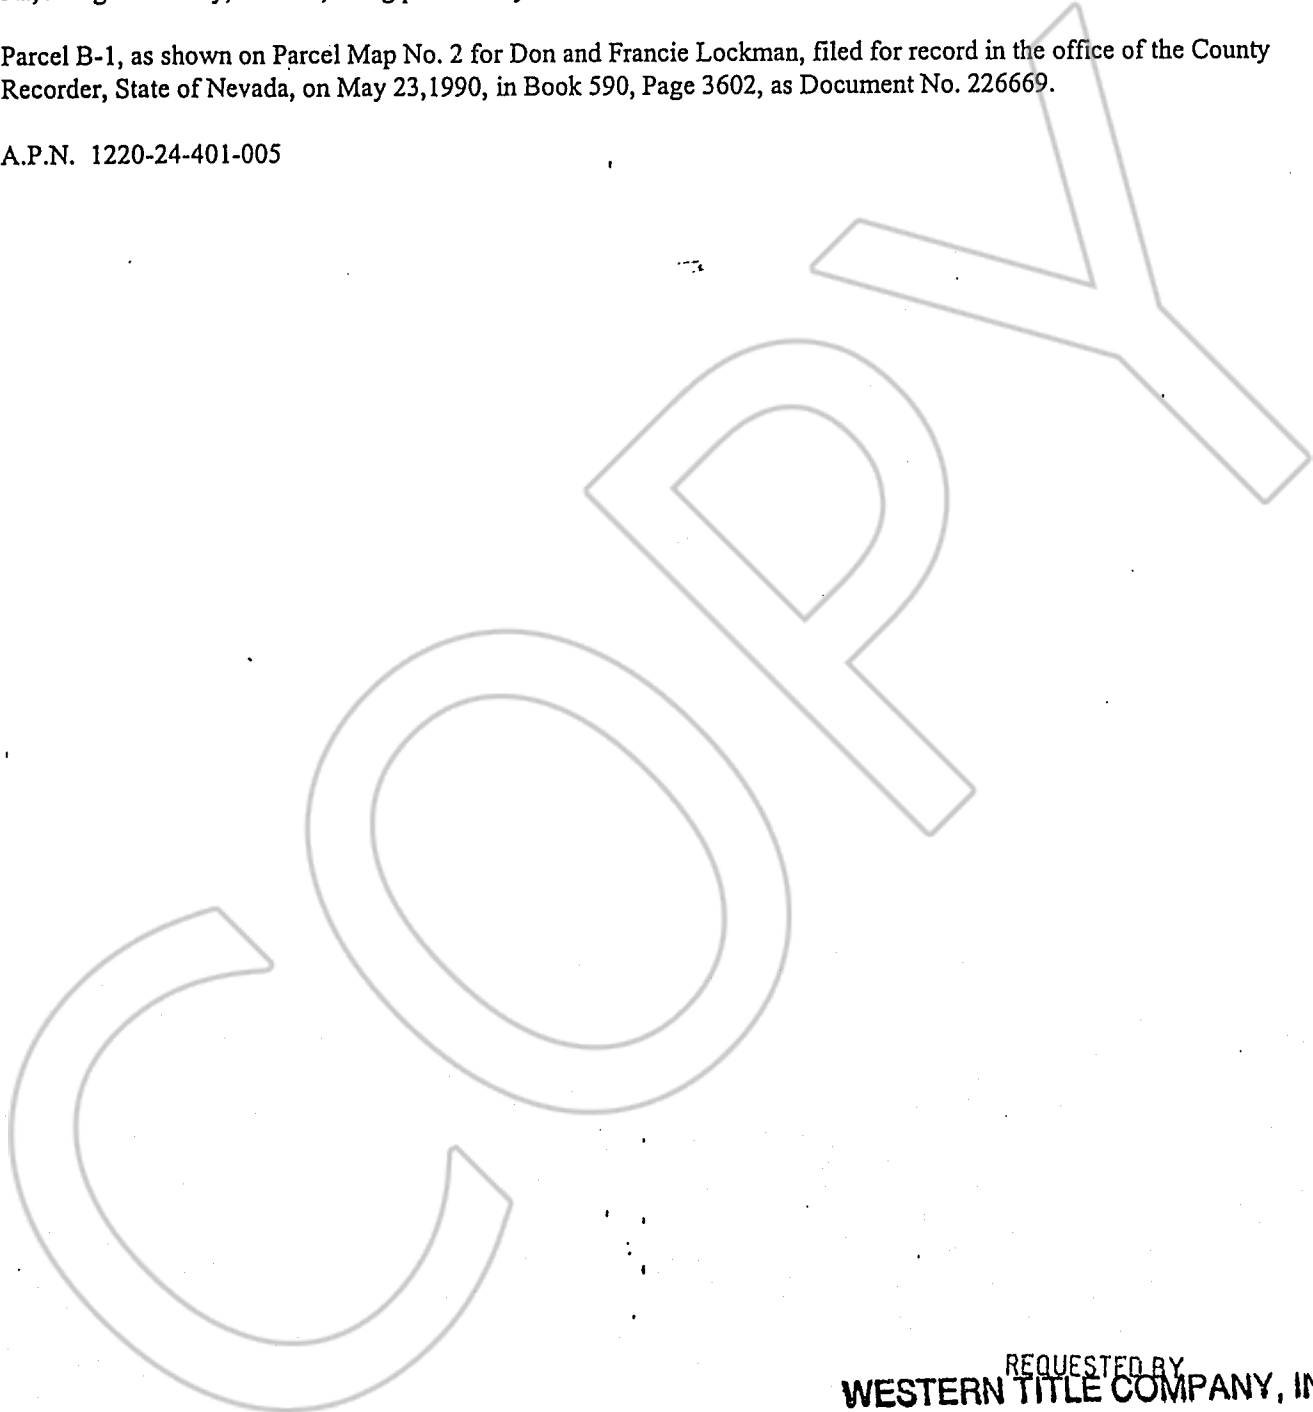 Parcel B-1, as shown on Parcel Map No. 2 for Don and Francie Lockman, filed for record in the office of the County
Recorder, State of Nevada, on May 23,1990, in Book 590, Page 3602, as Document No. 226669.
A.P.N. 1220-24-401-005
COPY
REQUESTED BY
WESTERN TITLE COMPANY,